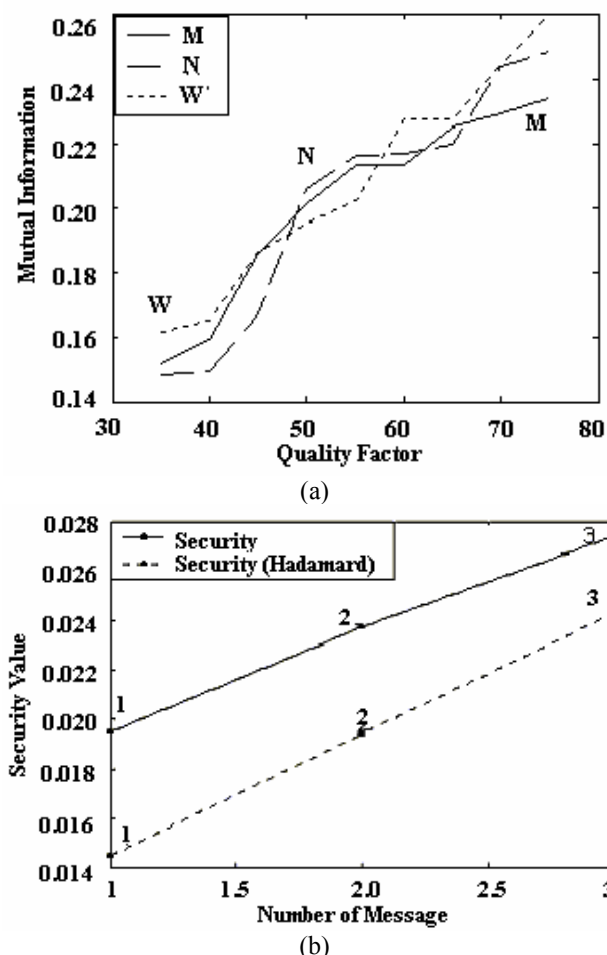 0.26
0.24
0.22
0.20
0.18
0.16
0.14
Mutual Information
M
N
W'
W
N
M
30 40 50 60 70 80
Quality Factor
(a)
0.028
0.026
0.024
0.022
0.020
0.018
0.016
0.014
Security Value
Security
Security (Hadamard)
1
2
3
1
2
3
1 1.5 2.0 2.5 3
Number of Message
(b)